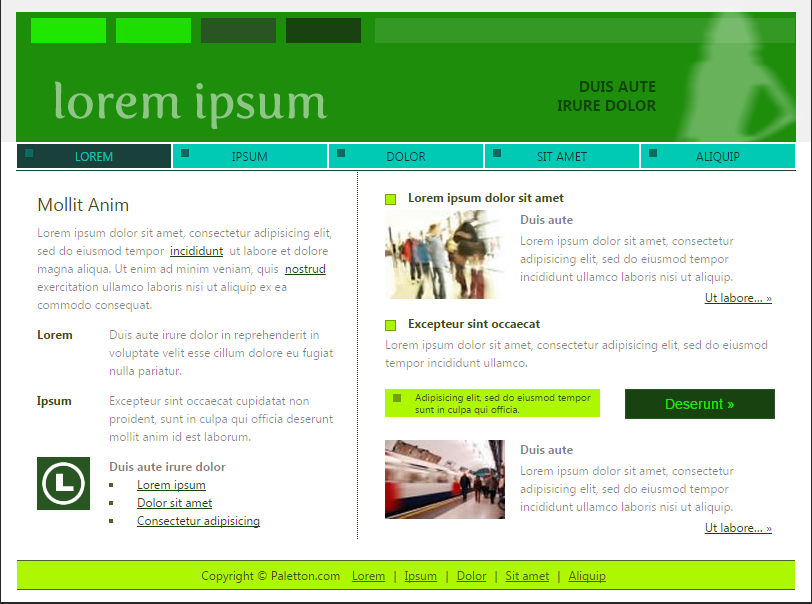 lorem ipsum
DUIS AUTE
IRURE DOLOR
LOREM
IPSUM
DOLOR
SIT AMET
ALIQUIP
Mollit Anim
Lorem ipsum dolor sit amet, consectetur adipisicing elit,
sed do eiusmod tempor incididunt ut labore et dolore
magna aliqua. Ut enim ad minim veniam, quis nostrud
exercitation ullamco laboris nisi ut aliquip ex ea
commodo consequat.
Lorem
Duis aute irure dolor in reprehenderit in
voluptate velit esse cillum dolore eu fugiat
nulla pariatur.
Ipsum
Excepteur sint occaecat cupidatat non
proident, sunt in culpa qui officia deserunt
mollit anim id est laborum.
Duis aute irure dolor
Lorem ipsum
Dolor sit amet
Consectetur adipisicing
Lorem ipsum dolor sit amet
Duis aute
Lorem ipsum dolor sit amet, consectetur
adipisicing elit, sed do eiusmod tempor
incididunt ut labore ullamco laboris nisi.
Ut labore... »
Excepteur sint occaecat
Lorem ipsum dolor sit amet, consectetur adipisicing elit, sed do eiusmod
tempor incididunt ullamco.
Adipisicing elit, sed do eiusmod tempor
sunt in culpa qui officia.
Deserunt »
Duis aute
Lorem ipsum dolor sit amet, consectetur
adipisicing elit, sed do eiusmod tempor
incididunt ut labore ullamco laboris nisi.
Ut labore... »
Copyright © Paletton.com Lorem | Ipsum | Dolor | Sit amet | Aliquip